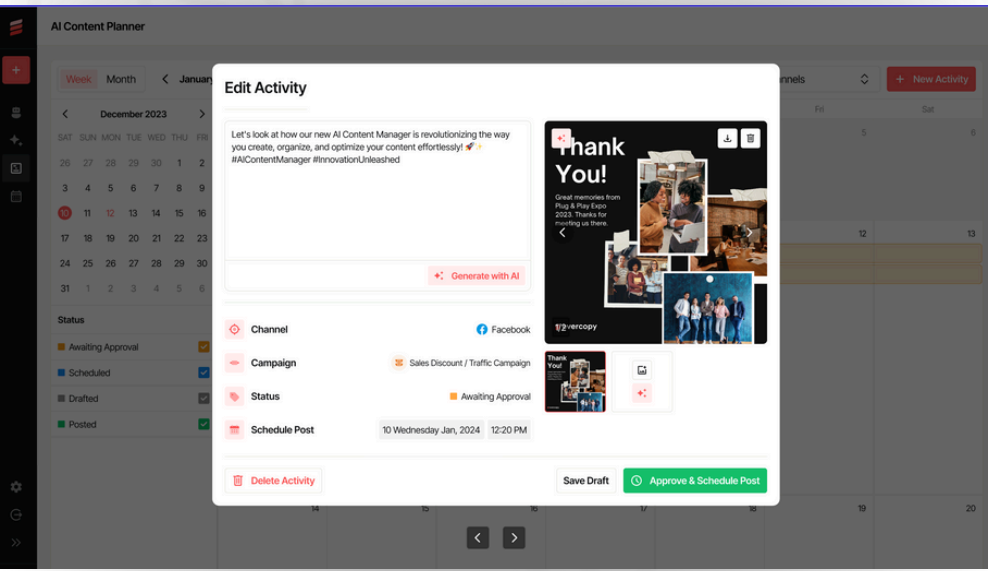 AI Content Planner
Week Month < January
nnels
+ New Activity
< December 2023 >
SAT SUN MON TUE WED THU FRI
26 27 28 29 30 1 2
3 4 5 6 7 8 9
10 11 12 13 14 15 16
17 18 19 20 21 22 23
24 25 26 27 28 29 30
31 1 2 3 4 5 6
Status
Awaiting Approval
Scheduled
Drafted
Posted
Fri Sat
5 6
12 13
14 15 16 17 18 19 20
Edit Activity
Let's look at how our new AI Content Manager is revolutionizing the way
you create, organize, and optimize your content effortlessly! 🚀✨
#AIContentManager #InnovationUnleashed
Generate with AI
Channel Facebook
Campaign Sales Discount / Traffic Campaign
Status Awaiting Approval
Schedule Post 10 Wednesday Jan, 2024 12:20 PM
Thank
You!
Great memories from
Plug & Play Expo
2023. Thanks for
meeting us there.
1/2 vercopy
Thank
You!
Delete Activity
Save Draft
Approve & Schedule Post